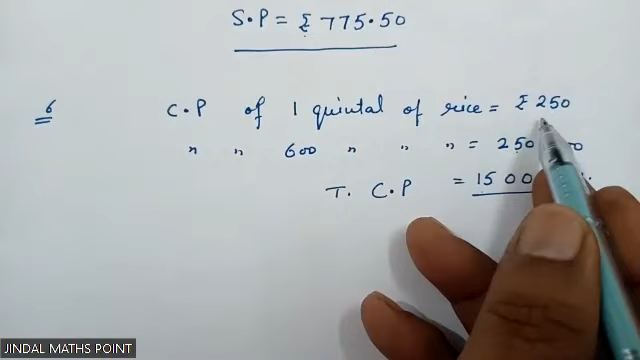 S.P = ₹ 775.50
6 C.P of 1 quintal of rice = ₹ 250
" " 600 " " " = 250
T. C.P = 1500
JINDAL MATHS POINT